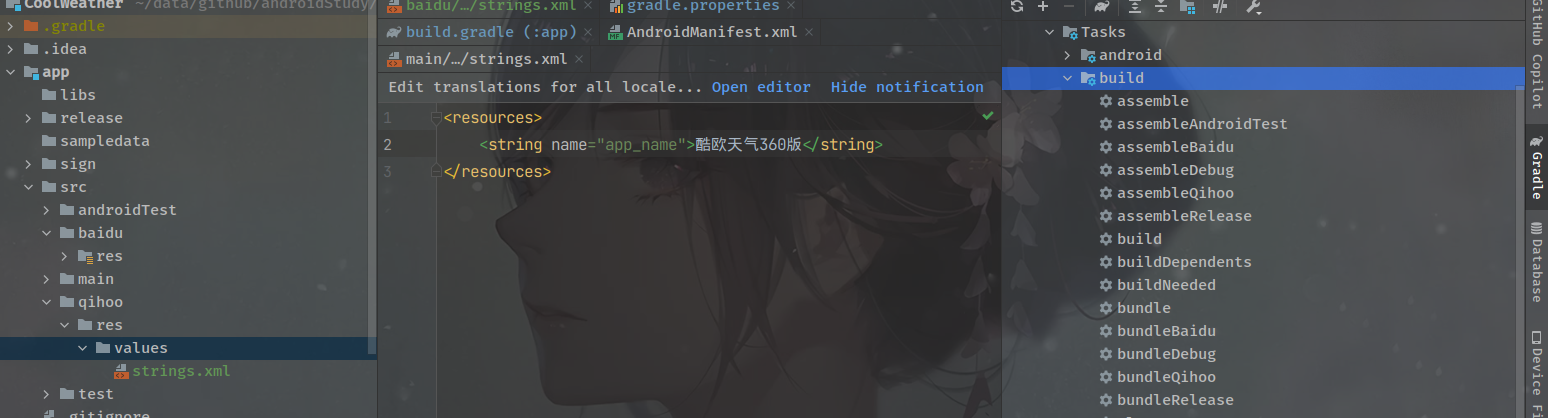 CoolWeather ~/data/github/androidStudy/
.gradle
.idea
app
libs
release
sampledata
sign
src
androidTest
baidu
res
main
qihoo
res
values
strings.xml
test
.gitignore
baidu/…/strings.xml
gradle.properties
build.gradle (:app)
AndroidManifest.xml
main/…/strings.xml
Edit translations for all locale... Open editor Hide notification
1 <resources>
2 <string name="app_name">酷欧天气360版</string>
3 </resources>
Tasks
android
build
assemble
assembleAndroidTest
assembleBaidu
assembleDebug
assembleQihoo
assembleRelease
build
buildDependents
buildNeeded
bundle
bundleBaidu
bundleDebug
bundleQihoo
bundleRelease
GitHub Copilot
Gradle
Database
Device Fi